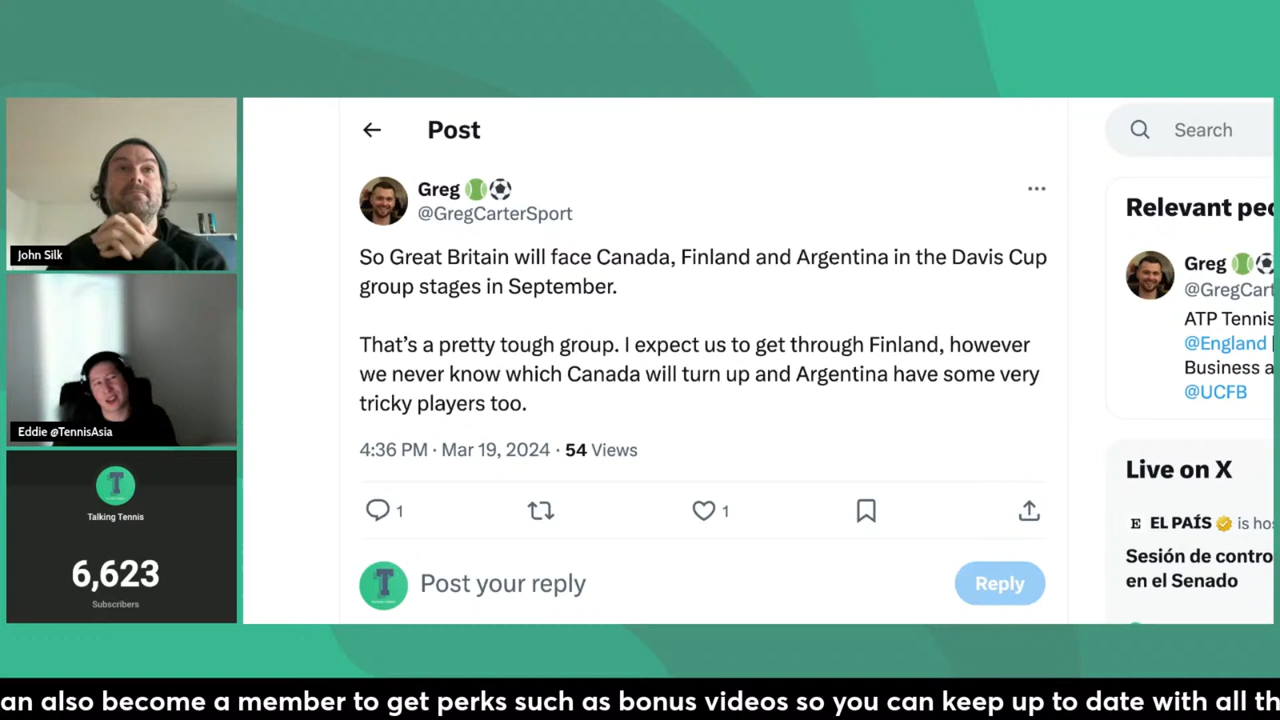 John Silk
Eddie @TennisAsia
Talking Tennis
6,623
Subscribers
Post
Greg
@GregCarterSport
So Great Britain will face Canada, Finland and Argentina in the Davis Cup
group stages in September.
That's a pretty tough group. I expect us to get through Finland, however
we never know which Canada will turn up and Argentina have some very
tricky players too.
4:36 PM · Mar 19, 2024 · 54 Views
1
1
Post your reply
Reply
Search
Relevant peo
Greg
@GregCart
ATP Tennis
@England
Business a
@UCFB
Live on X
E EL PAÍS is hos
Sesión de contro
en el Senado
an also become a member to get perks such as bonus videos so you can keep up to date with all th